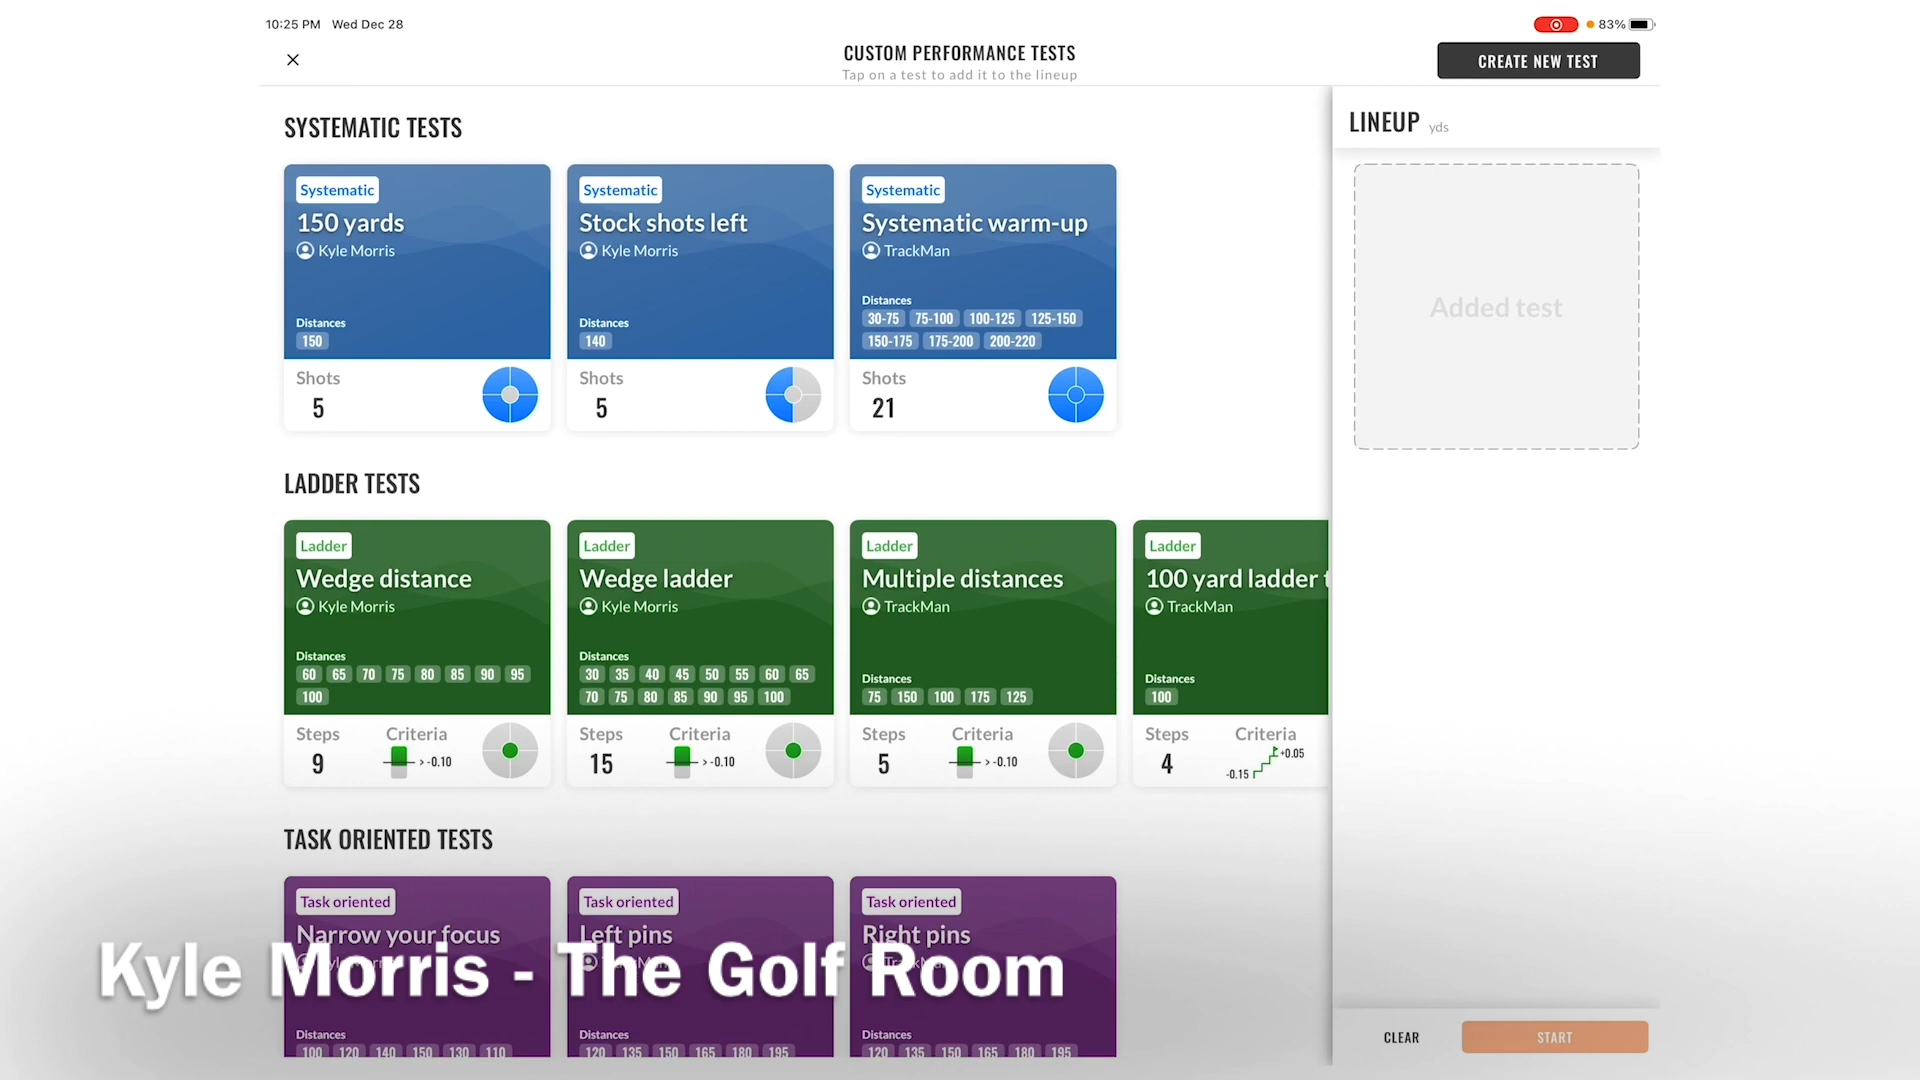 10:25 PM Wed Dec 28
83%
CUSTOM PERFORMANCE TESTS
Tap on a test to add it to the lineup
CREATE NEW TEST
SYSTEMATIC TESTS
Systematic
150 yards
Kyle Morris
Distances
150
Shots
5
Systematic
Stock shots left
Kyle Morris
Distances
140
Shots
5
Systematic
Systematic warm-up
TrackMan
Distances
30-75 75-100 100-125 125-150
150-175 175-200 200-220
Shots
21
LADDER TESTS
Ladder
Wedge distance
Kyle Morris
Distances
60 65 70 75 80 85 90 95
100
Steps Criteria
9 > -0.10
Ladder
Wedge ladder
Kyle Morris
Distances
30 35 40 45 50 55 60 65
70 75 80 85 90 95 100
Steps Criteria
15 > -0.10
Ladder
Multiple distances
TrackMan
Distances
75 150 100 175 125
Steps Criteria
5 > -0.10
Ladder
100 yard ladder
TrackMan
Distances
100
Steps Criteria
4 -0.15 +0.05
TASK ORIENTED TESTS
Task oriented
Narrow your focus
Distances
100 120 140 150 130 110
Task oriented
Left pins
Distances
120 135 150 165 180 195
Task oriented
Right pins
Distances
120 135 150 165 180 195
Kyle Morris - The Golf Room
LINEUP yds
Added test
CLEAR
START